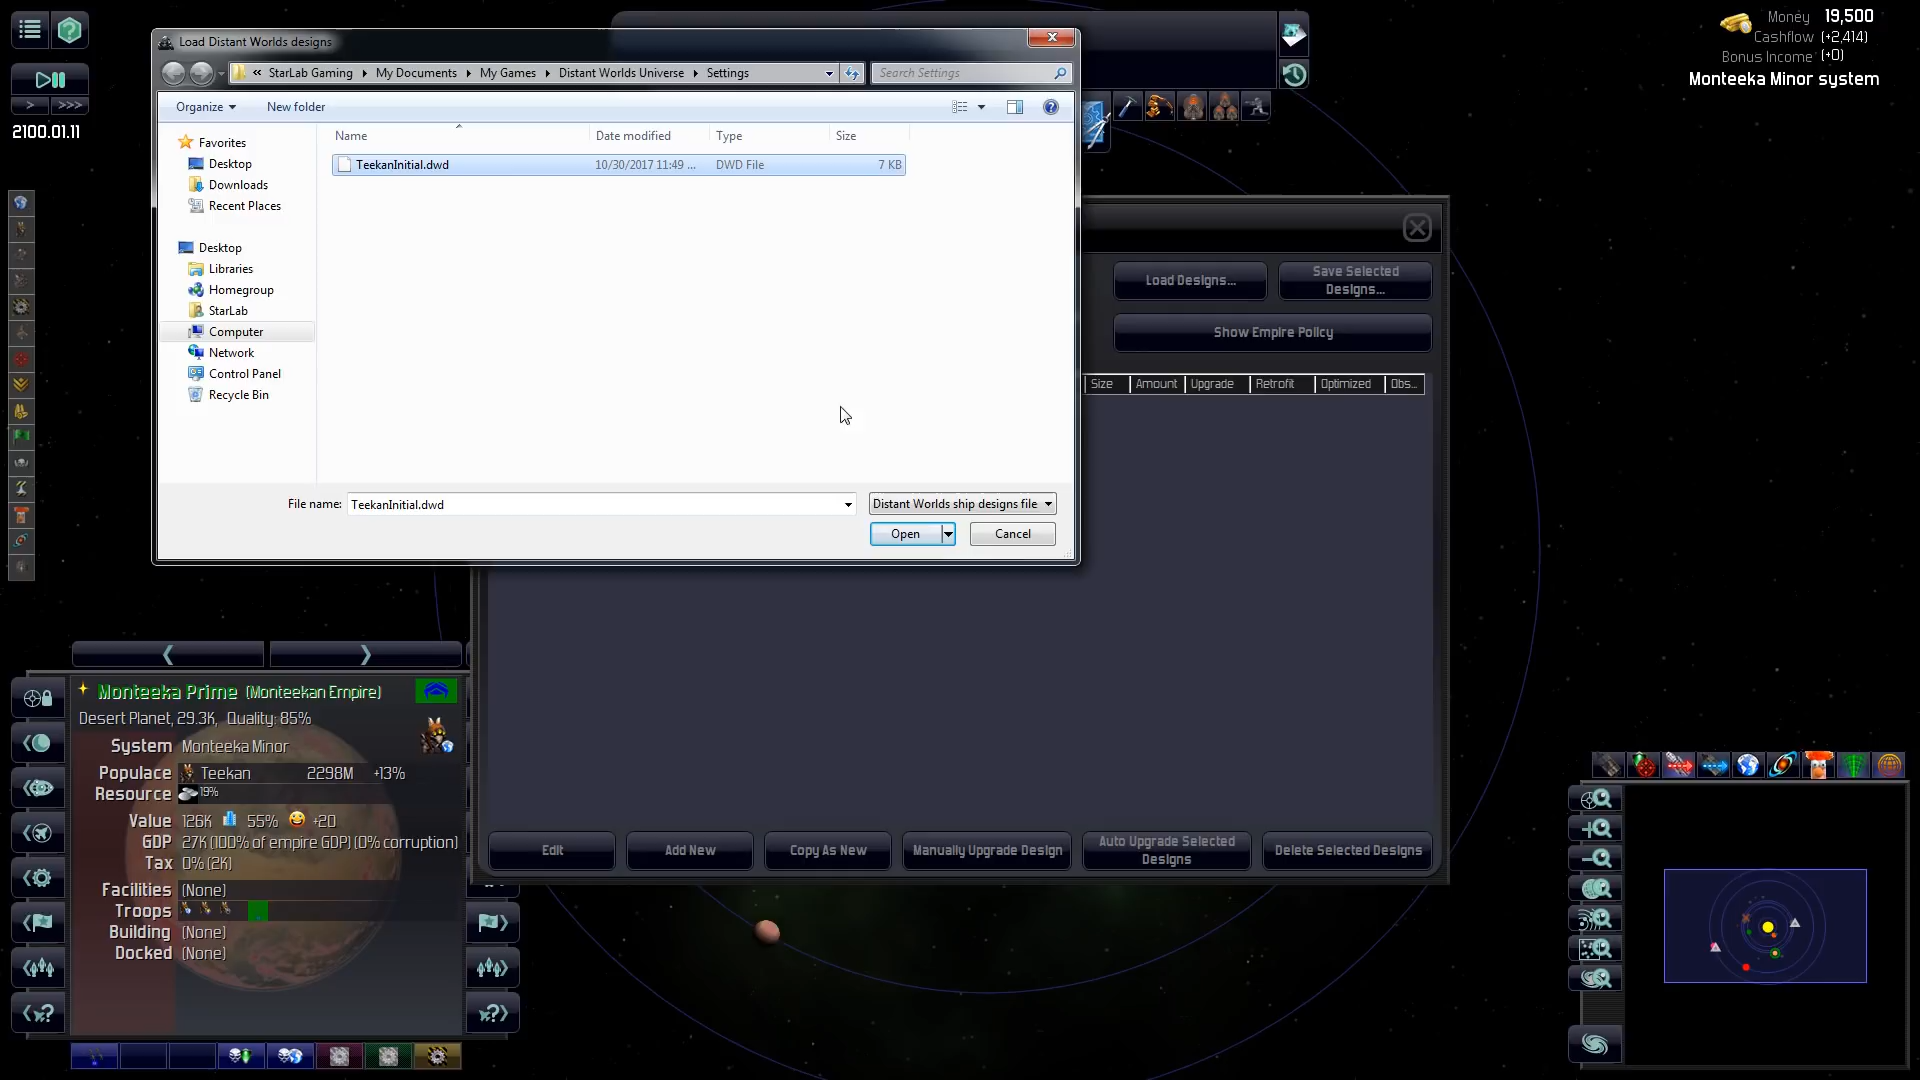 Load Distant Worlds designs
« StarLab Gaming ▸ My Documents ▸ My Games ▸ Distant Worlds Universe ▸ Settings
Search Settings
Organize
New folder
Name
Date modified
Type
Size
TeekanInitial.dwd
10/30/2017 11:49 ...
DWD File
7 KB
Favorites
Desktop
Downloads
Recent Places
Desktop
Libraries
Homegroup
StarLab
Computer
Network
Control Panel
Recycle Bin
File name: TeekanInitial.dwd
Distant Worlds ship designs file
Open
Cancel
2100.01.11
Money 19,500
Cashflow (+2,414)
Bonus Income (+0)
Monteeka Minor system
Load Designs...
Save Selected
Designs...
Show Empire Policy
Size
Amount
Upgrade
Retrofit
Optimized
Obs...
Edit
Add New
Copy As New
Manually Upgrade Design
Auto Upgrade Selected
Designs
Delete Selected Designs
Monteeka Prime (Monteekan Empire)
Desert Planet, 29.3K, Quality: 85%
System Monteeka Minor
Populace Teekan 2298M +13%
Resource 19%
Value 126K 55% +20
GDP 27K (100% of empire GDP) (0% corruption)
Tax 0% (2K)
Facilities (None)
Troops
Building (None)
Docked (None)